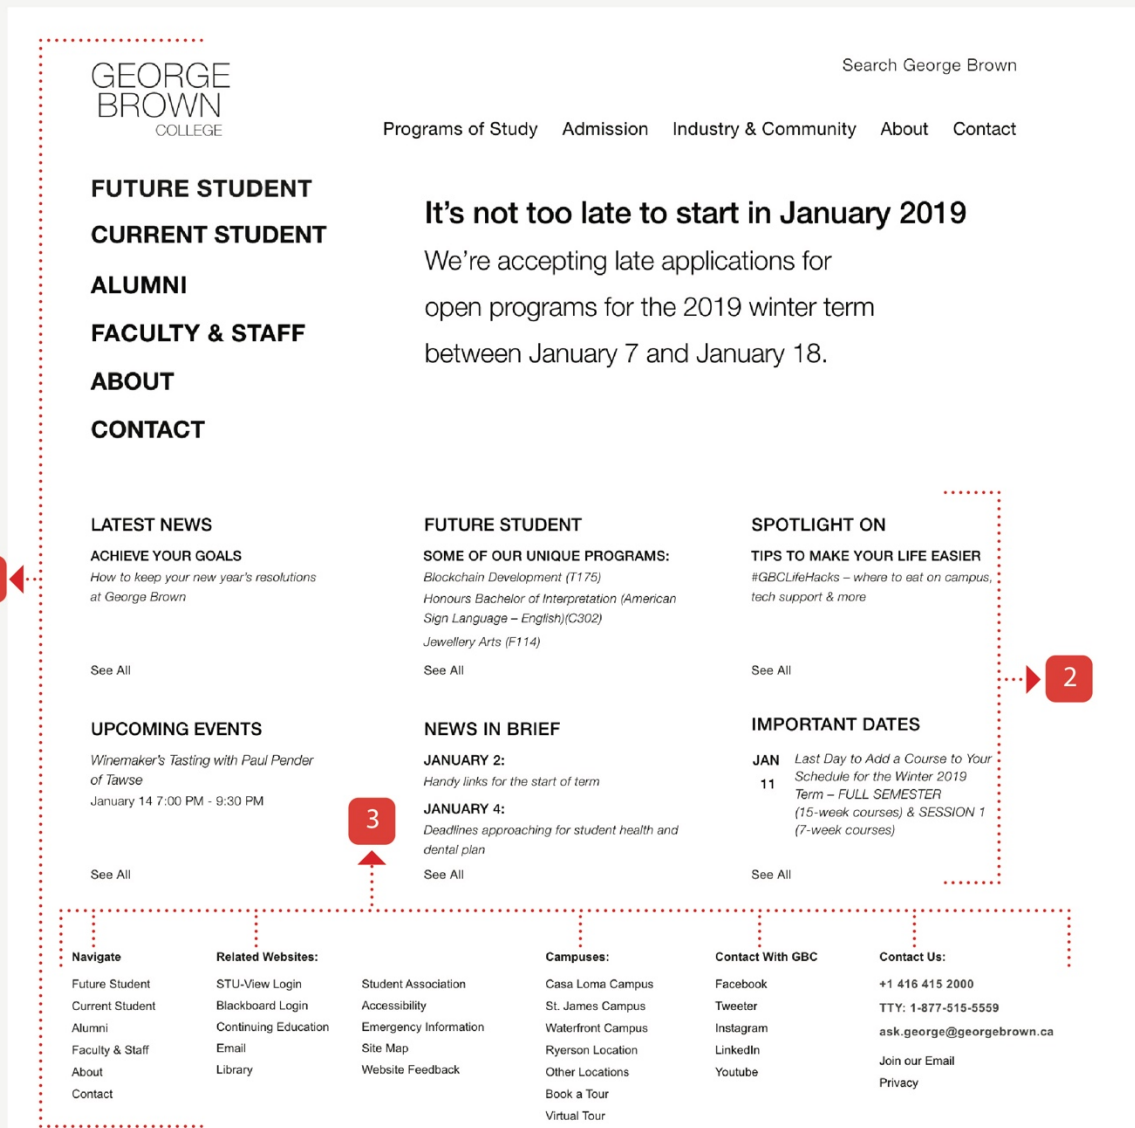 GEORGE
BROWN
COLLEGE
Search George Brown
Programs of Study Admission Industry & Community About Contact
FUTURE STUDENT
CURRENT STUDENT
ALUMNI
FACULTY & STAFF
ABOUT
CONTACT
It's not too late to start in January 2019
We're accepting late applications for
open programs for the 2019 winter term
between January 7 and January 18.
LATEST NEWS
ACHIEVE YOUR GOALS
How to keep your new year's resolutions
at George Brown
See All
FUTURE STUDENT
SOME OF OUR UNIQUE PROGRAMS:
Blockchain Development (T175)
Honours Bachelor of Interpretation (American
Sign Language – English)(C302)
Jewellery Arts (F114)
See All
SPOTLIGHT ON
TIPS TO MAKE YOUR LIFE EASIER
#GBCLifeHacks – where to eat on campus,
tech support & more
See All
2
UPCOMING EVENTS
Winemaker's Tasting with Paul Pender
of Tawse
January 14 7:00 PM - 9:30 PM
See All
NEWS IN BRIEF
JANUARY 2:
Handy links for the start of term
JANUARY 4:
Deadlines approaching for student health and
dental plan
See All
IMPORTANT DATES
JAN
11
Last Day to Add a Course to Your
Schedule for the Winter 2019
Term – FULL SEMESTER
(15-week courses) & SESSION 1
(7-week courses)
See All
3
Navigate
Future Student
Current Student
Alumni
Faculty & Staff
About
Contact
Related Websites:
STU-View Login
Blackboard Login
Continuing Education
Email
Library
Student Association
Accessibility
Emergency Information
Site Map
Website Feedback
Campuses:
Casa Loma Campus
St. James Campus
Waterfront Campus
Ryerson Location
Other Locations
Book a Tour
Virtual Tour
Contact With GBC
Facebook
Tweeter
Instagram
LinkedIn
Youtube
Contact Us:
+1 416 415 2000
TTY: 1-877-515-5559
ask.george@georgebrown.ca
Join our Email
Privacy